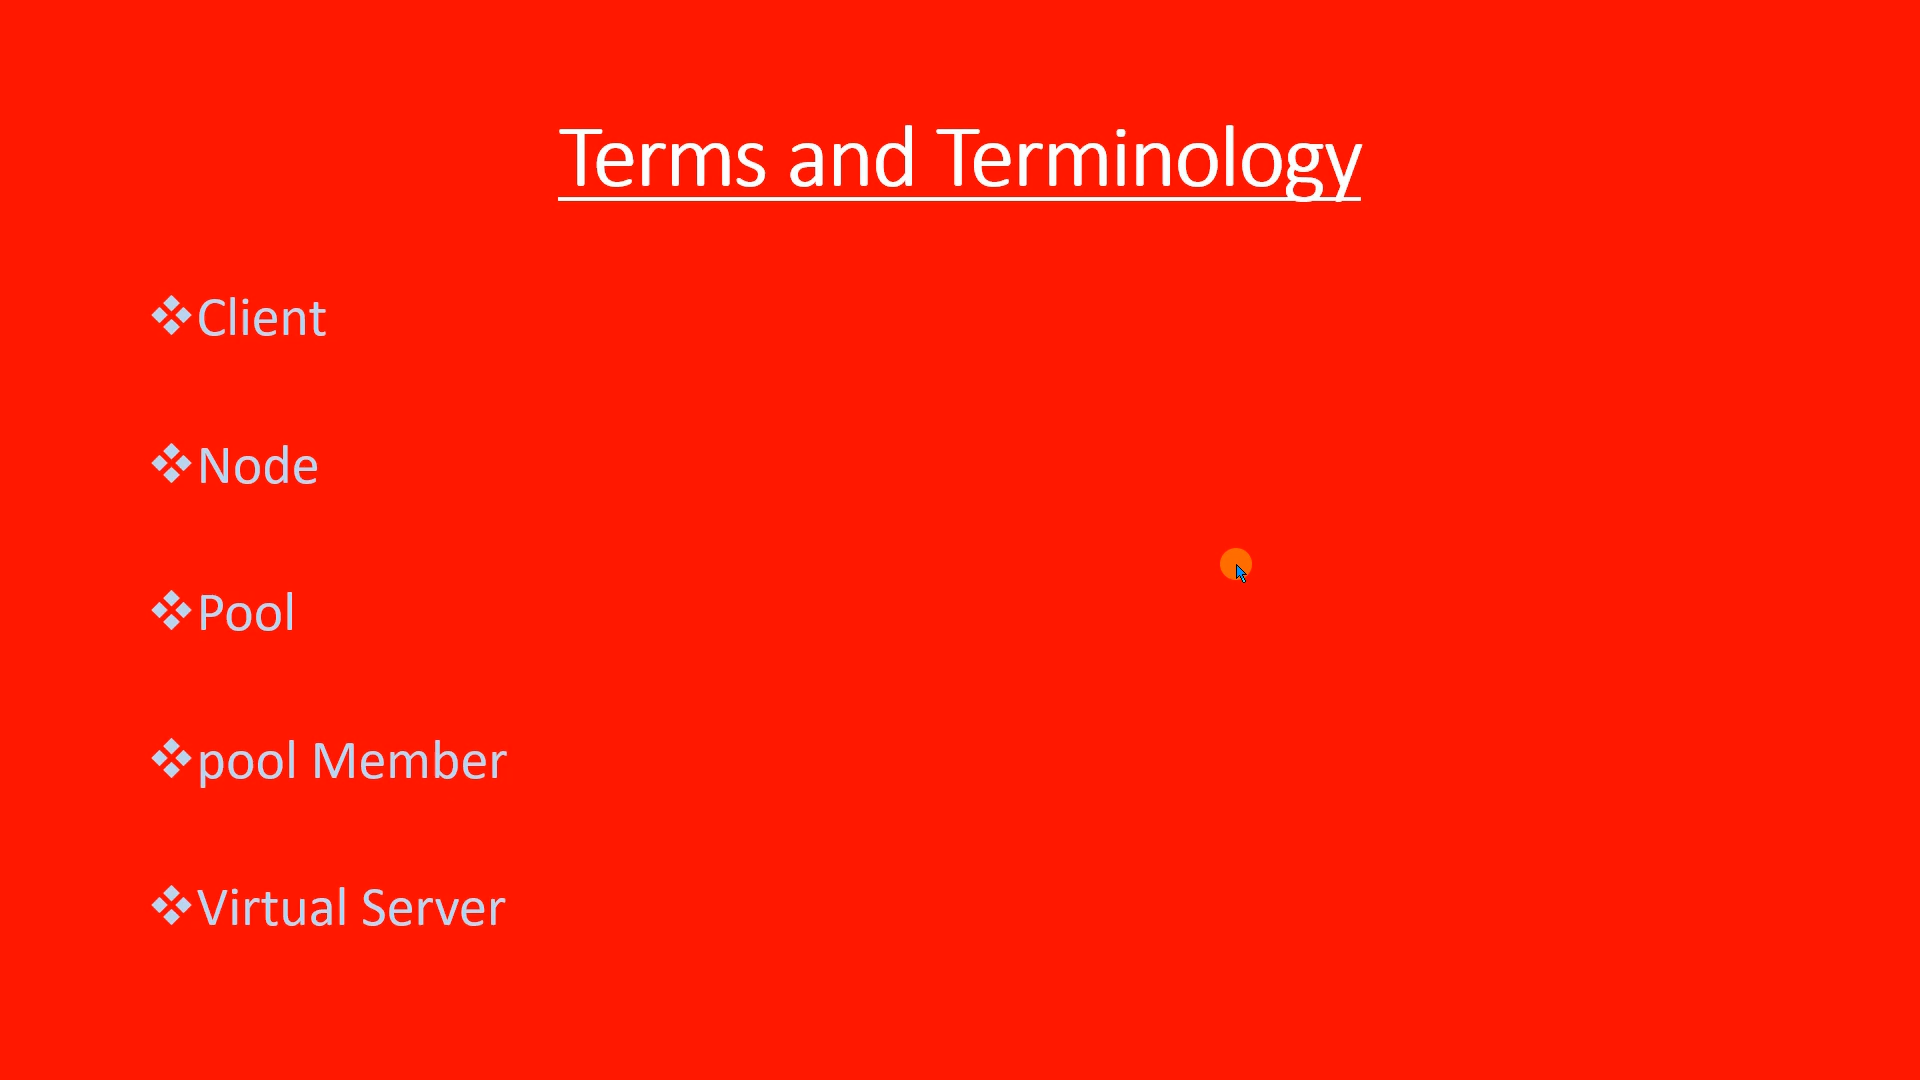 Terms and Terminology
❖Client
❖Node
❖Pool
❖pool Member
❖Virtual Server